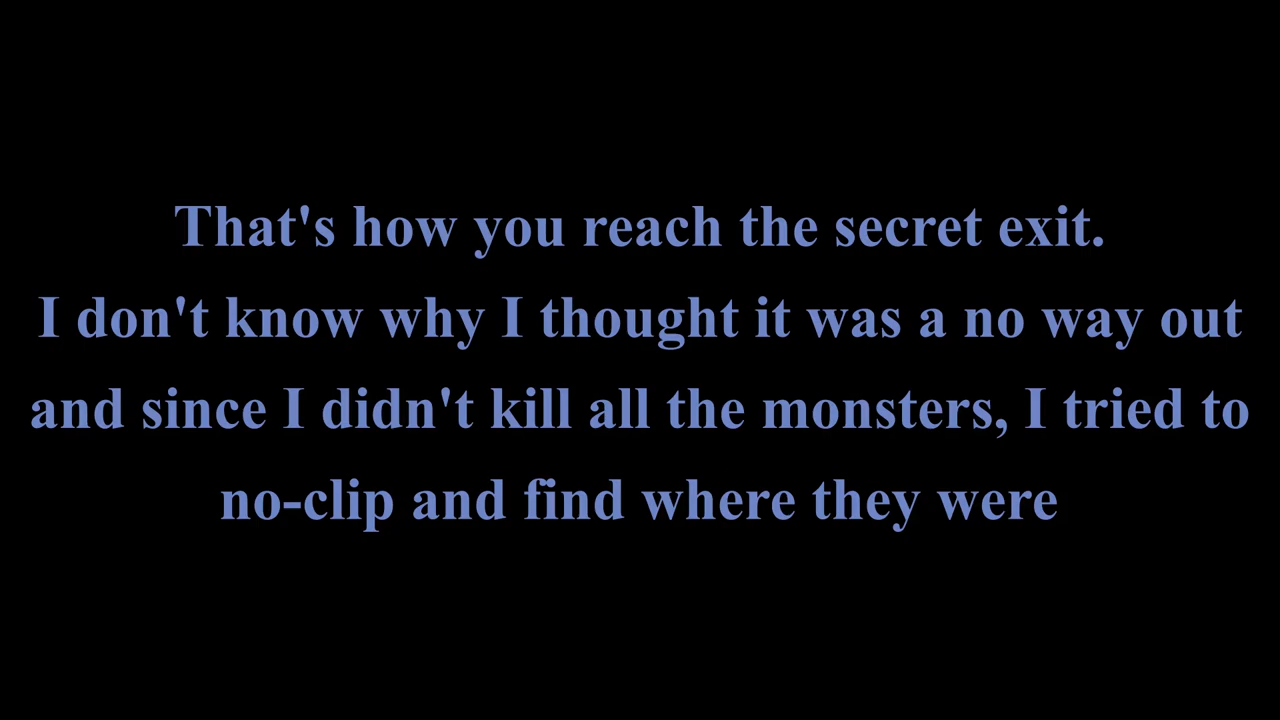 That's how you reach the secret exit.
I don't know why I thought it was a no way out
and since I didn't kill all the monsters, I tried to
no-clip and find where they were